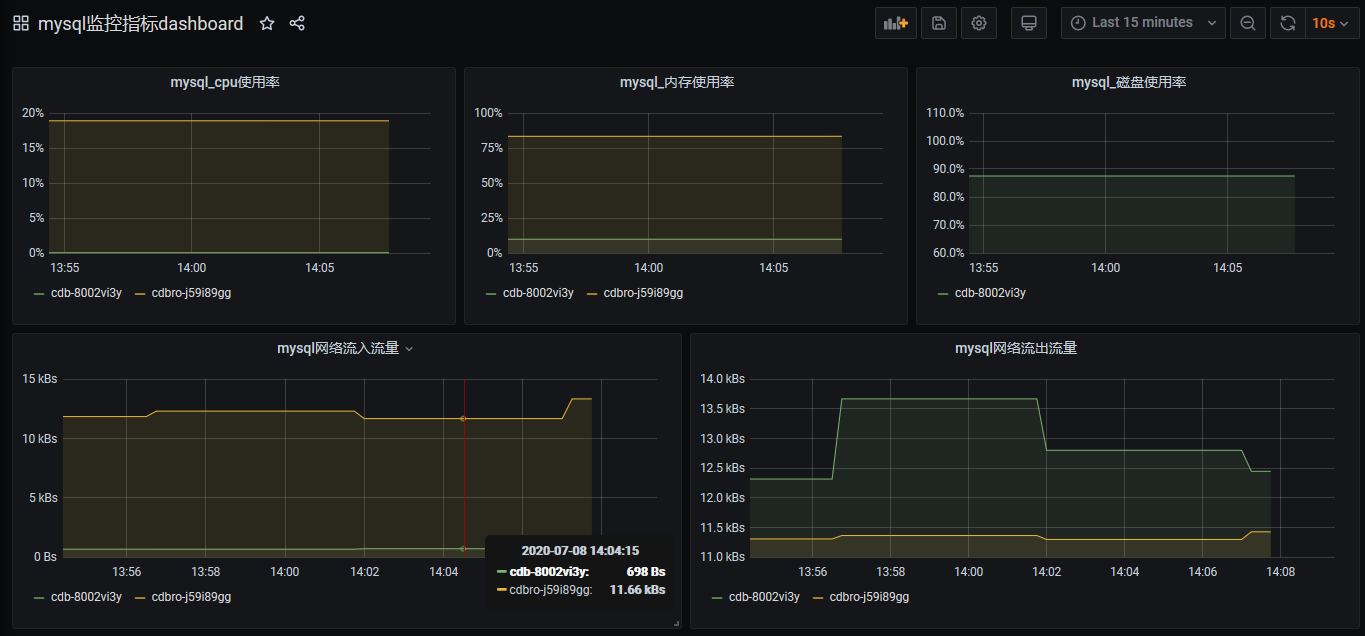 mysql监控指标dashboard
Last 15 minutes
10s
mysql_cpu使用率
20%
15%
10%
5%
0%
13:55 14:00 14:05
cdb-8002vi3y cdbro-j59i89gg
mysql_内存使用率
100%
75%
50%
25%
0%
13:55 14:00 14:05
cdb-8002vi3y cdbro-j59i89gg
mysql_磁盘使用率
110.0%
100.0%
90.0%
80.0%
70.0%
60.0%
13:55 14:00 14:05
cdb-8002vi3y
mysql网络流入流量
15 kBs
10 kBs
5 kBs
0 Bs
13:56 13:58 14:00 14:02 14:04
2020-07-08 14:04:15
cdb-8002vi3y: 698 Bs
cdbro-j59i89gg: 11.66 kBs
cdb-8002vi3y cdbro-j59i89gg
mysql网络流出流量
14.0 kBs
13.5 kBs
13.0 kBs
12.5 kBs
12.0 kBs
11.5 kBs
11.0 kBs
13:56 13:58 14:00 14:02 14:04 14:06 14:08
cdb-8002vi3y cdbro-j59i89gg